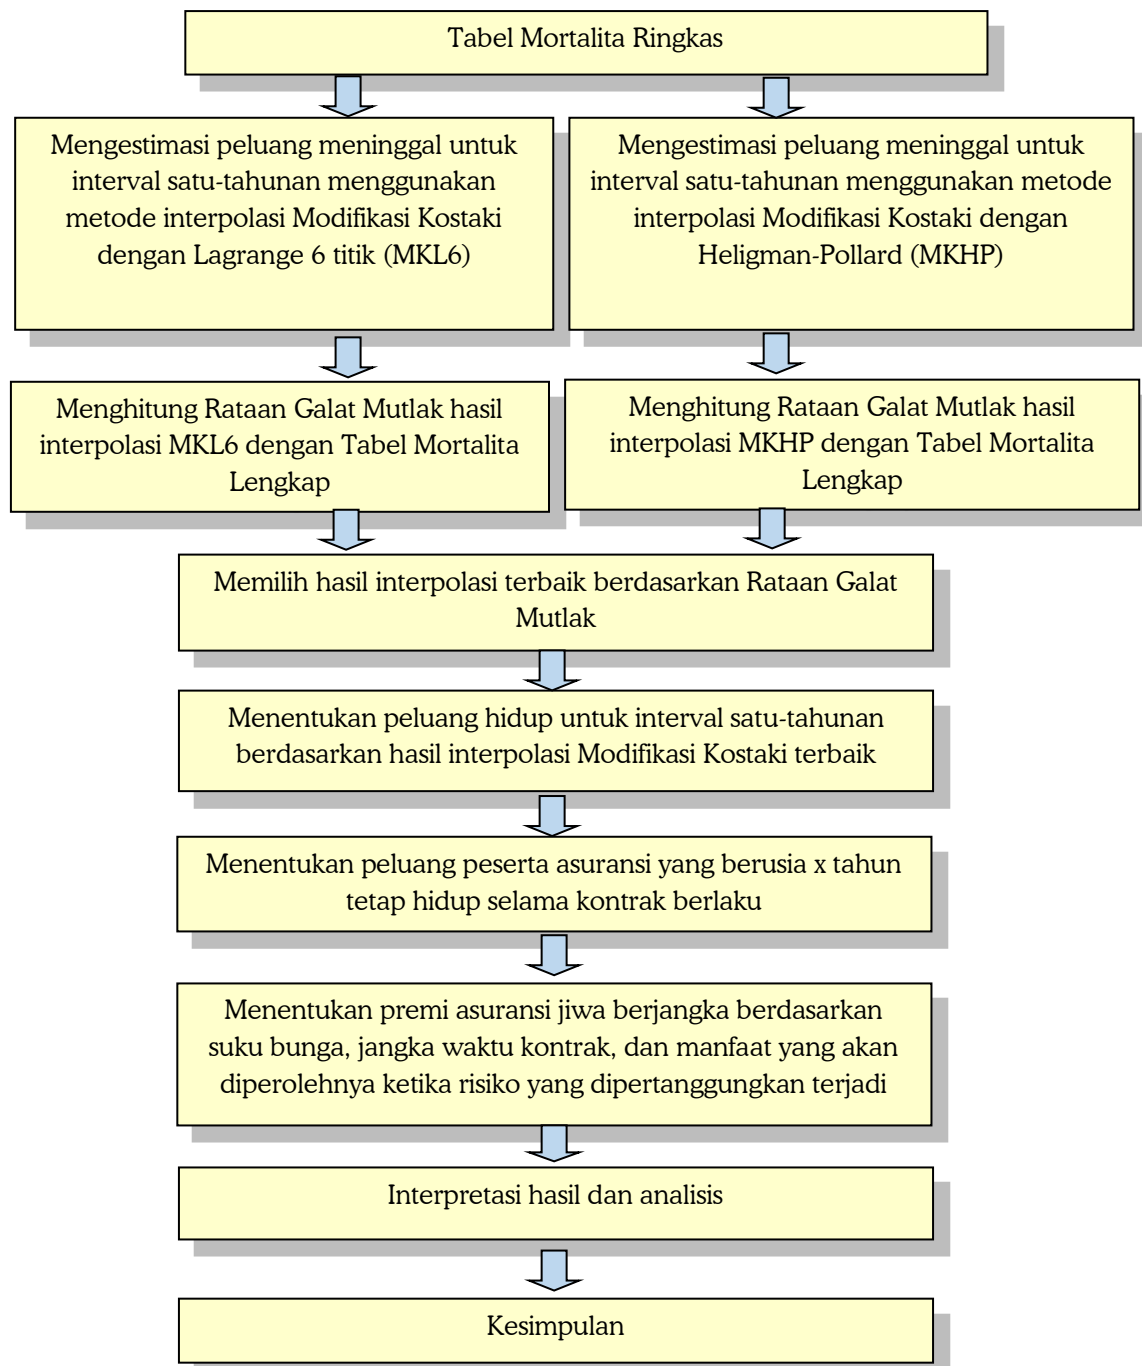 Tabel Mortalita Ringkas
Mengestimasi peluang meninggal untuk
interval satu-tahunan menggunakan
metode interpolasi Modifikasi Kostaki
dengan Lagrange 6 titik (MKL6)
Mengestimasi peluang meninggal untuk
interval satu-tahunan menggunakan metode
interpolasi Modifikasi Kostaki dengan
Heligman-Pollard (MKHP)
Menghitung Rataan Galat Mutlak hasil
interpolasi MKL6 dengan Tabel Mortalita
Lengkap
Menghitung Rataan Galat Mutlak hasil
interpolasi MKHP dengan Tabel Mortalita
Lengkap
Memilih hasil interpolasi terbaik berdasarkan Rataan Galat
Mutlak
Menentukan peluang hidup untuk interval satu-tahunan
berdasarkan hasil interpolasi Modifikasi Kostaki terbaik
Menentukan peluang peserta asuransi yang berusia x tahun
tetap hidup selama kontrak berlaku
Menentukan premi asuransi jiwa berjangka berdasarkan
suku bunga, jangka waktu kontrak, dan manfaat yang akan
diperolehnya ketika risiko yang dipertanggungkan terjadi
Interpretasi hasil dan analisis
Kesimpulan